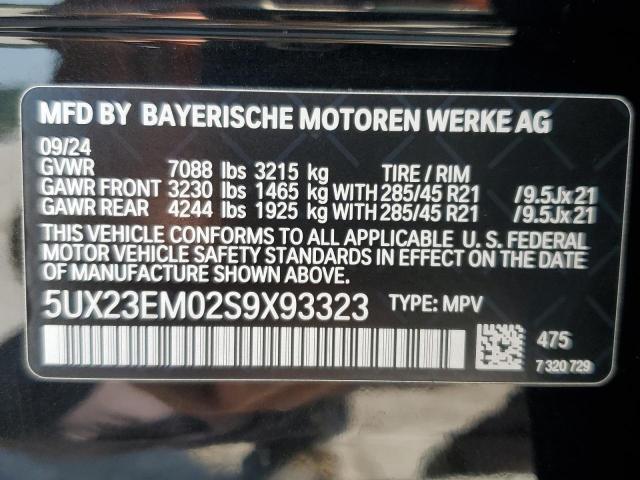 MFD BY BAYERISCHE MOTOREN WERKE AG
09/24
GVWR 7088 lbs 3215 kg TIRE / RIM
GAWR FRONT 3230 lbs 1465 kg WITH 285/45 R21 /9.5Jx21
GAWR REAR 4244 lbs 1925 kg WITH 285/45 R21 /9.5Jx21
THIS VEHICLE CONFORMS TO ALL APPLICABLE U. S. FEDERAL
MOTOR VEHICLE SAFETY STANDARDS IN EFFECT ON THE DATE
OF MANUFACTURE SHOWN ABOVE.
5UX23EM02S9X93323 TYPE: MPV
475
7 320 729